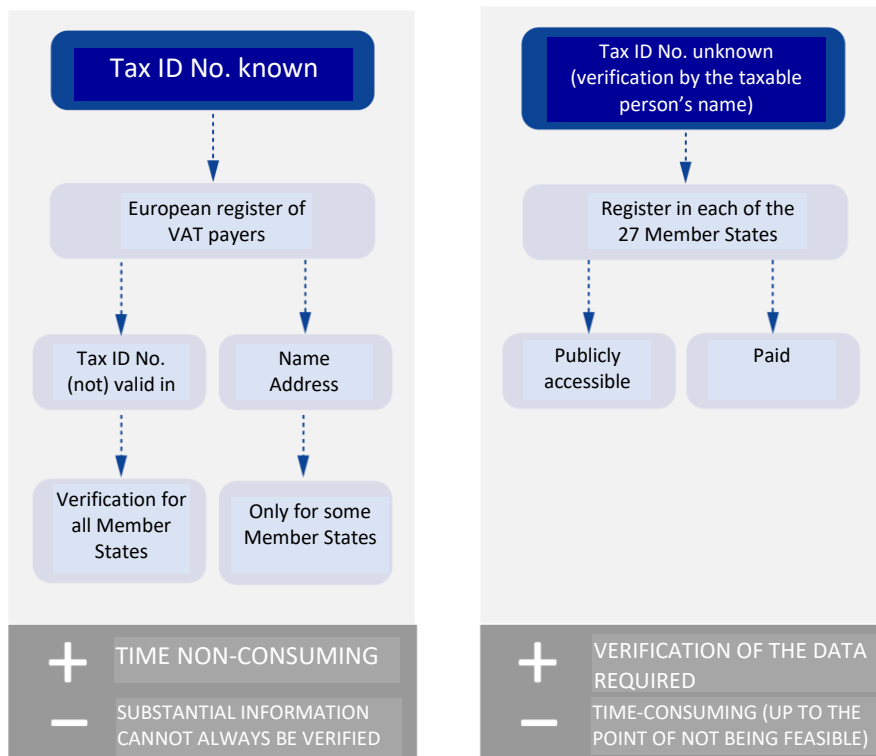 Tax ID No. known
European register of
VAT payers
Tax ID No.
(not) valid in
Name
Address
Verification for
all Member
States
Only for some
Member States
+ TIME NON-CONSUMING
− SUBSTANTIAL INFORMATION
CANNOT ALWAYS BE VERIFIED
Tax ID No. unknown
(verification by the taxable
person’s name)
Register in each of the
27 Member States
Publicly
accessible
Paid
+ VERIFICATION OF THE DATA
REQUIRED
− TIME-CONSUMING (UP TO THE
POINT OF NOT BEING FEASIBLE)